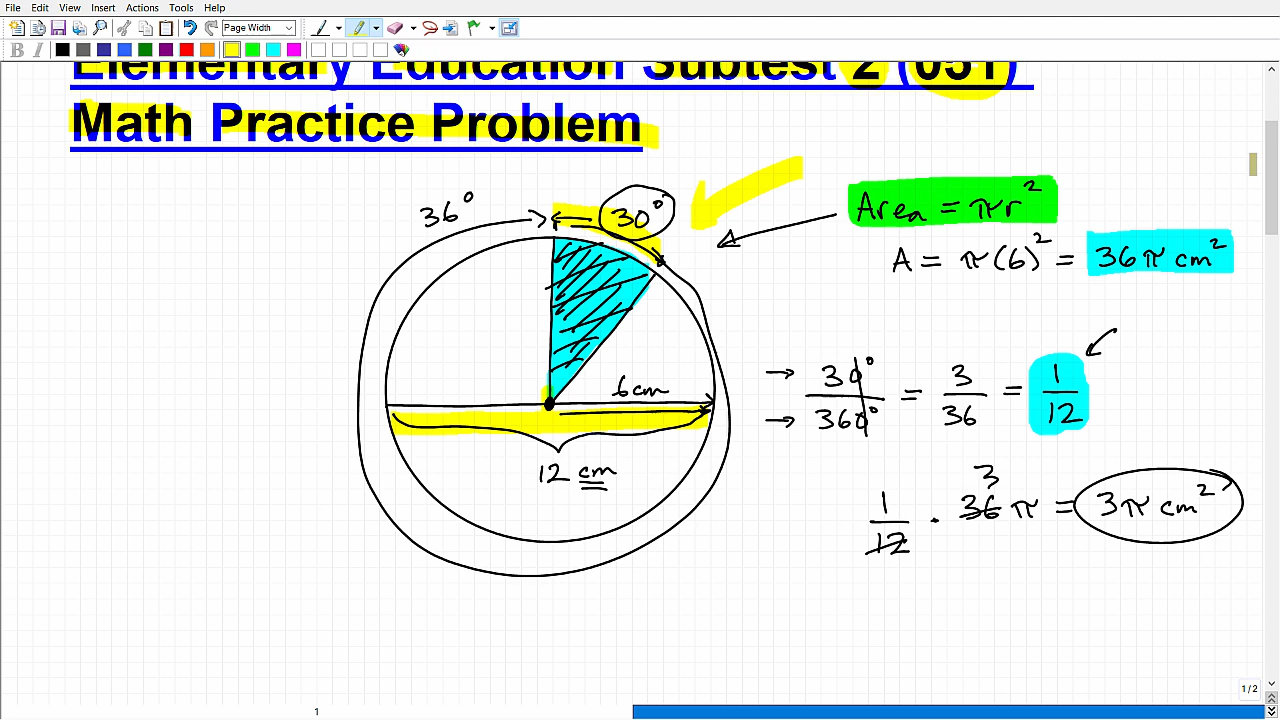 File Edit View Insert Actions Tools Help
Page Width
B I
Elementary Education Subtest 2 (051)
Math Practice Problem
36°
30°
Area = πr²
A = π(6)² = 36π cm²
6cm
→ 30° / → 360° = 3/36 = 1/12
12 cm
3
1/12 · 36π = 3π cm²
1/2
1